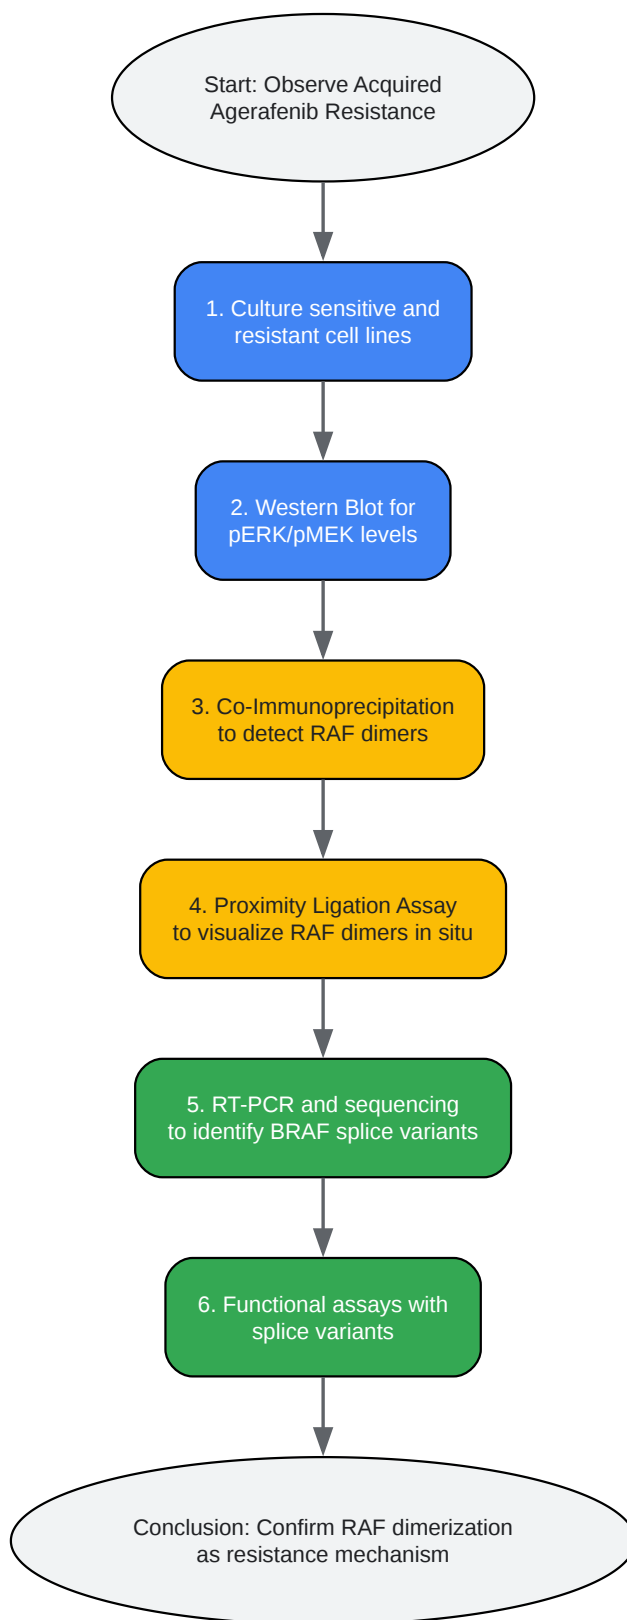 Start: Observe Acquired
Agerafenib Resistance
1. Culture sensitive and
resistant cell lines
2. Western Blot for
pERK/pMEK levels
3. Co-Immunoprecipitation
to detect RAF dimers
4. Proximity Ligation Assay
to visualize RAF dimers in situ
5. RT-PCR and sequencing
to identify BRAF splice variants
6. Functional assays with
splice variants
Conclusion: Confirm RAF dimerization
as resistance mechanism